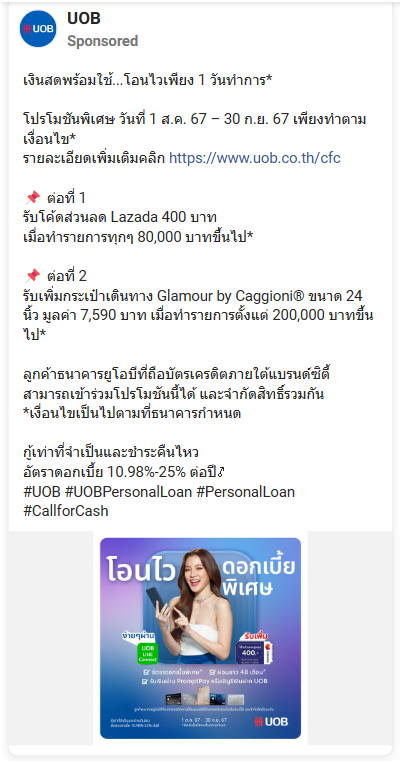 UOB
UOB
Sponsored
เงินสดพร้อมใช้...โอนไวเพียง 1 วันทำการ*
โปรโมชันพิเศษ วันที่ 1 ส.ค. 67 – 30 ก.ย. 67 เพียงทำตาม
เงื่อนไข*
รายละเอียดเพิ่มเติมคลิก https://www.uob.co.th/cfc
📌 ต่อที่ 1
รับโค้ดส่วนลด Lazada 400 บาท
เมื่อทำรายการทุกๆ 80,000 บาทขึ้นไป*
📌 ต่อที่ 2
รับเพิ่มกระเป๋าเดินทาง Glamour by Caggioni® ขนาด 24
นิ้ว มูลค่า 7,590 บาท เมื่อทำรายการตั้งแต่ 200,000 บาทขึ้น
ไป*
ลูกค้าธนาคารยูโอบีที่ถือบัตรเครดิตภายใต้แบรนด์ซิตี้
สามารถเข้าร่วมโปรโมชันนี้ได้ และจำกัดสิทธิ์รวมกัน
*เงื่อนไขเป็นไปตามที่ธนาคารกำหนด
กู้เท่าที่จำเป็นและชำระคืนไหว
อัตราดอกเบี้ย 10.98%-25% ต่อปี
#UOB #UOBPersonalLoan #PersonalLoan
#CallforCash
โอนไว ดอกเบี้ย
พิเศษ
ง่ายๆผ่าน
UOB
LINE
Connect
รับเพิ่ม
400.-
อัตราดอกเบี้ยพิเศษ* ผ่อนยาว 48 เดือน*
รับเงินผ่าน PromptPay หรือบัญชีเงินฝาก UOB
1 ส.ค. 67 - 30 ก.ย. 67
UOB